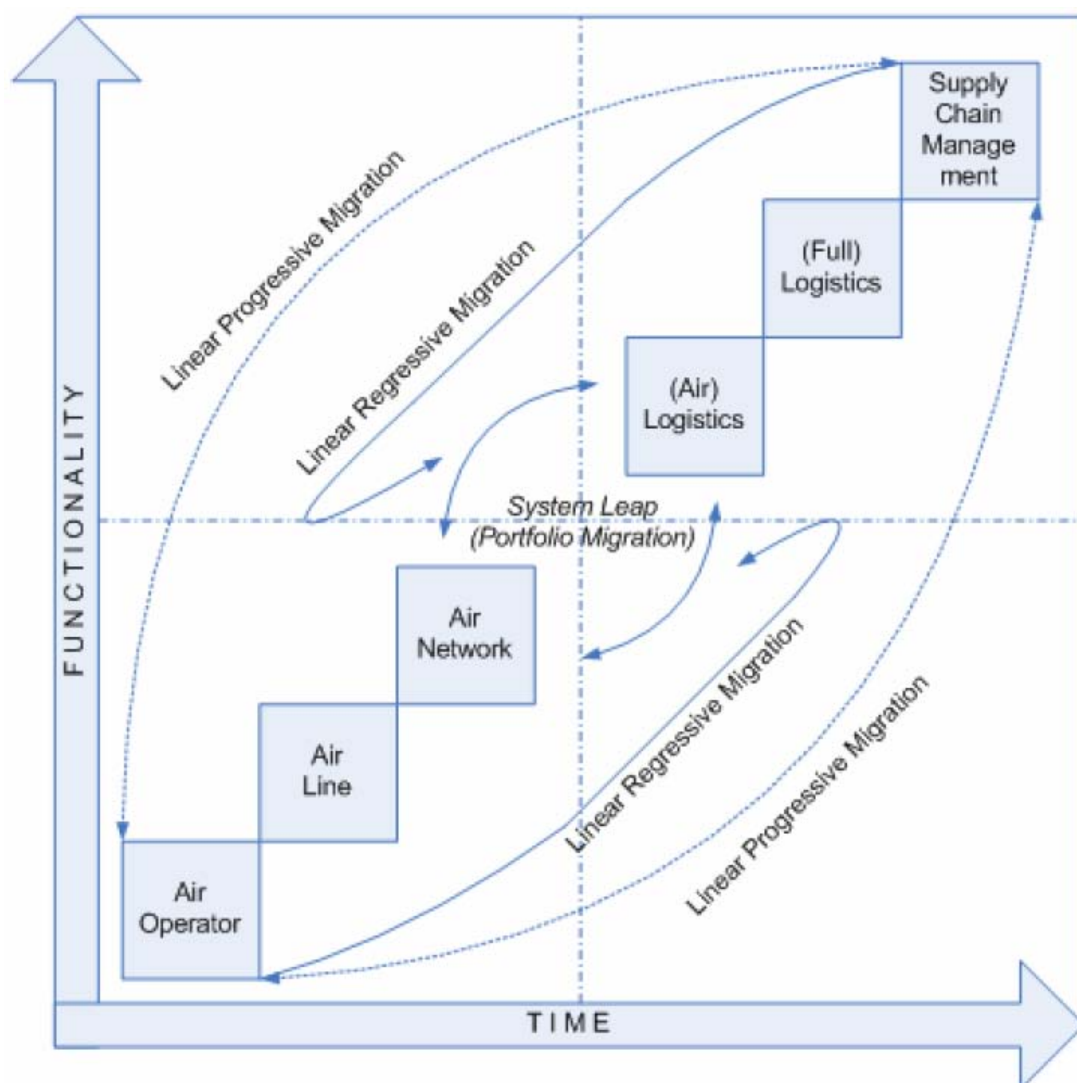 Supply
Chain
Manage
ment
Linear Progressive Migration
(Full)
Logistics
Linear Regressive Migration
(Air)
Logistics
FUNCTIONALITY
System Leap
(Portfolio Migration)
Air
Network
Linear Regressive Migration
Linear Progressive Migration
Air
Line
Air
Operator
TIME